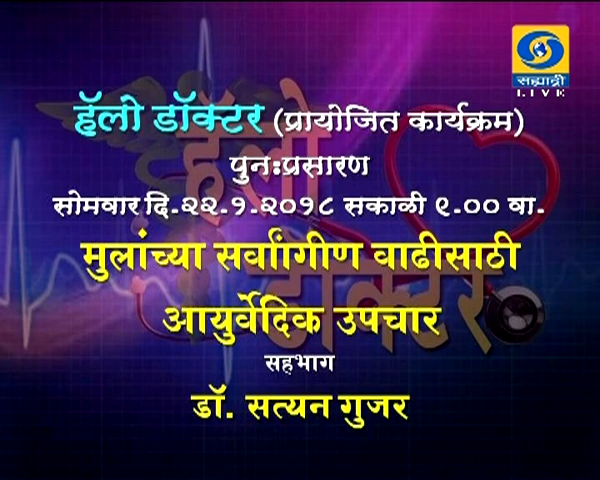 सह्याद्री
LIVE
हॅलो डॉक्टर (प्रायोजित कार्यक्रम)
पुन:प्रसारण
सोमवार दि.२२.१.२०१८ सकाळी ९.०० वा.
मुलांच्या सर्वांगीण वाढीसाठी
आयुर्वेदिक उपचार
सहभाग
डॉ. सत्यन गुजर
हॅलो
डॉक्टर